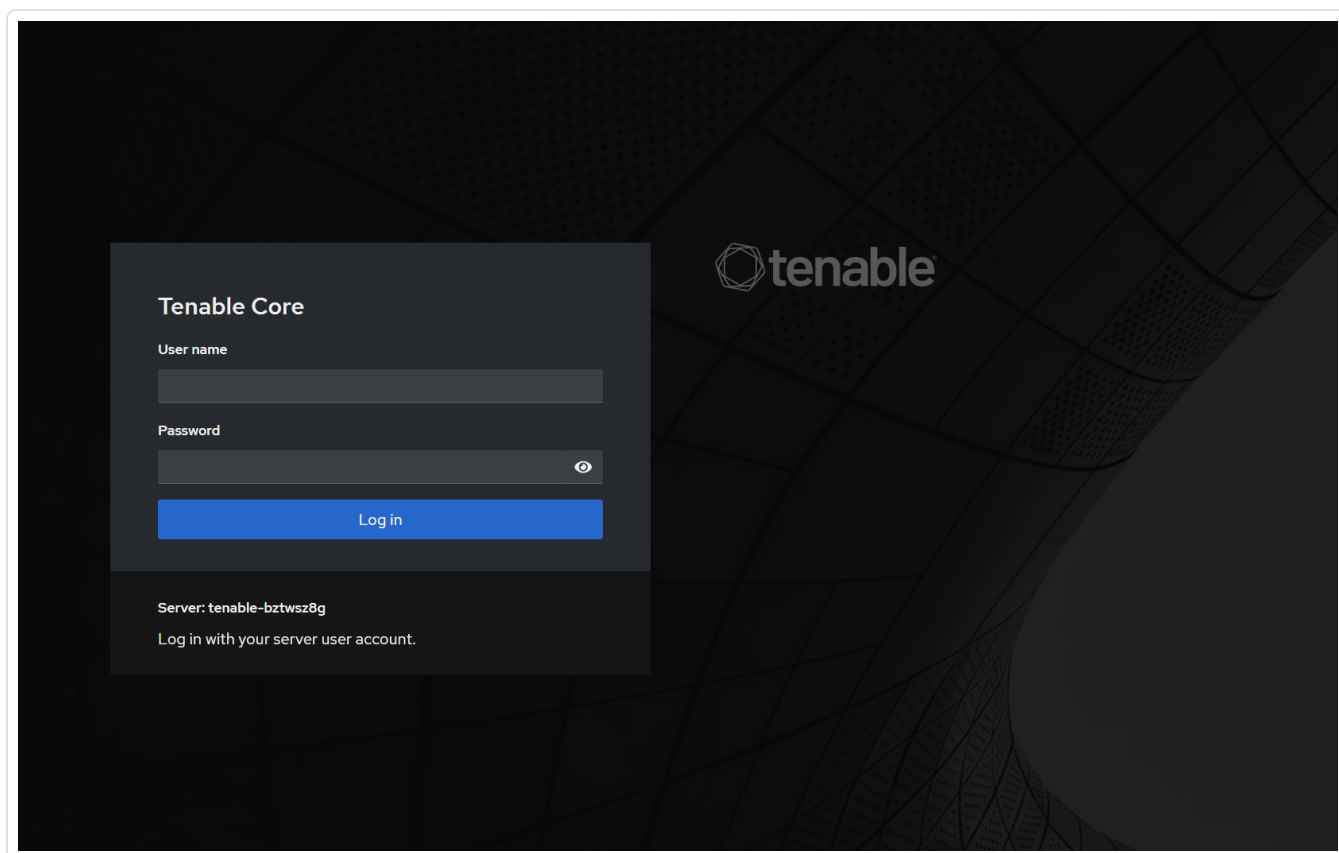 tenable
Tenable Core
User name
Password
Log in
Server: tenable-bztwsz8g
Log in with your server user account.